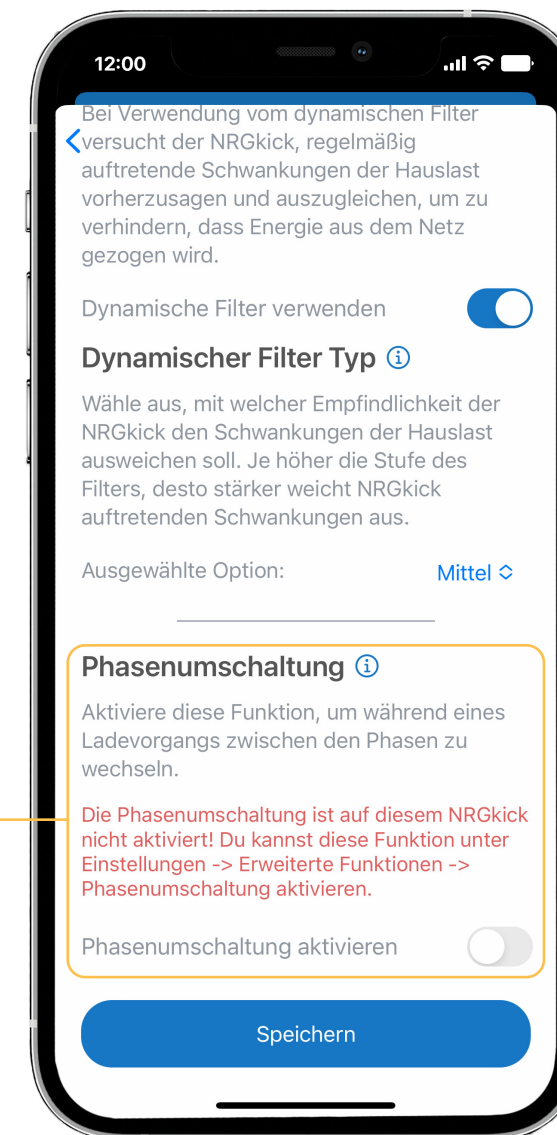 12:00
Bei Verwendung vom dynamischen Filter
versucht der NRGkick, regelmäßig
auftretende Schwankungen der Hauslast
vorherzusagen und auszugleichen, um zu
verhindern, dass Energie aus dem Netz
gezogen wird.
Dynamische Filter verwenden
Dynamischer Filter Typ
Wähle aus, mit welcher Empfindlichkeit der
NRGkick den Schwankungen der Hauslast
ausweichen soll. Je höher die Stufe des
Filters, desto stärker weicht NRGkick
auftretenden Schwankungen aus.
Ausgewählte Option: Mittel
Phasenumschaltung
Aktiviere diese Funktion, um während eines
Ladevorgangs zwischen den Phasen zu
wechseln.
Die Phasenumschaltung ist auf diesem NRGkick
nicht aktiviert! Du kannst diese Funktion unter
Einstellungen -> Erweiterte Funktionen ->
Phasenumschaltung aktivieren.
Phasenumschaltung aktivieren
Speichern